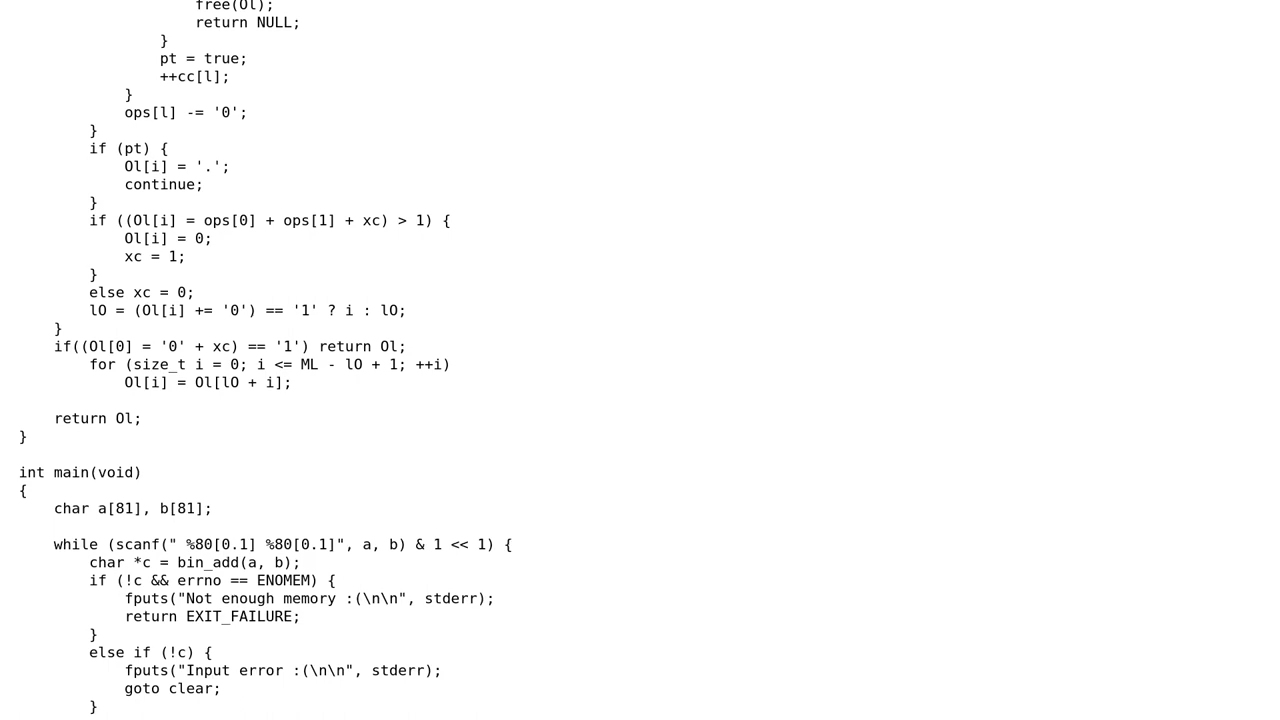 free(Ol);
                    return NULL;
                }
                pt = true;
                ++cc[l];
            }
            ops[l] -= '0';
        }
        if (pt) {
            Ol[i] = '.';
            continue;
        }
        if ((Ol[i] = ops[0] + ops[1] + xc) > 1) {
            Ol[i] = 0;
            xc = 1;
        }
        else xc = 0;
        lO = (Ol[i] += '0') == '1' ? i : lO;
    }
    if((Ol[0] = '0' + xc) == '1') return Ol;
        for (size_t i = 0; i <= ML - lO + 1; ++i)
            Ol[i] = Ol[lO + i];

    return Ol;
}

int main(void)
{
    char a[81], b[81];

    while (scanf(" %80[0.1] %80[0.1]", a, b) & 1 << 1) {
        char *c = bin_add(a, b);
        if (!c && errno == ENOMEM) {
            fputs("Not enough memory :(\n\n", stderr);
            return EXIT_FAILURE;
        }
        else if (!c) {
            fputs("Input error :(\n\n", stderr);
            goto clear;
        }